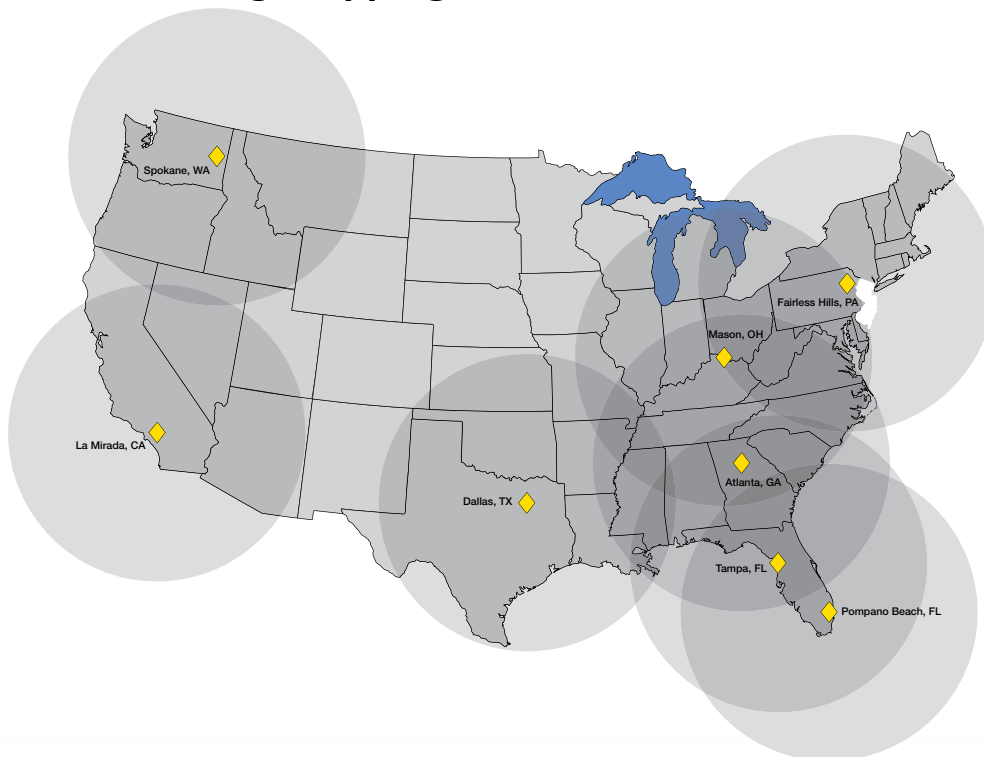 Spokane, WA
Fairless Hills, PA
Mason, OH
La Mirada, CA
Atlanta, GA
Dallas, TX
Tampa, FL
Pompano Beach, FL